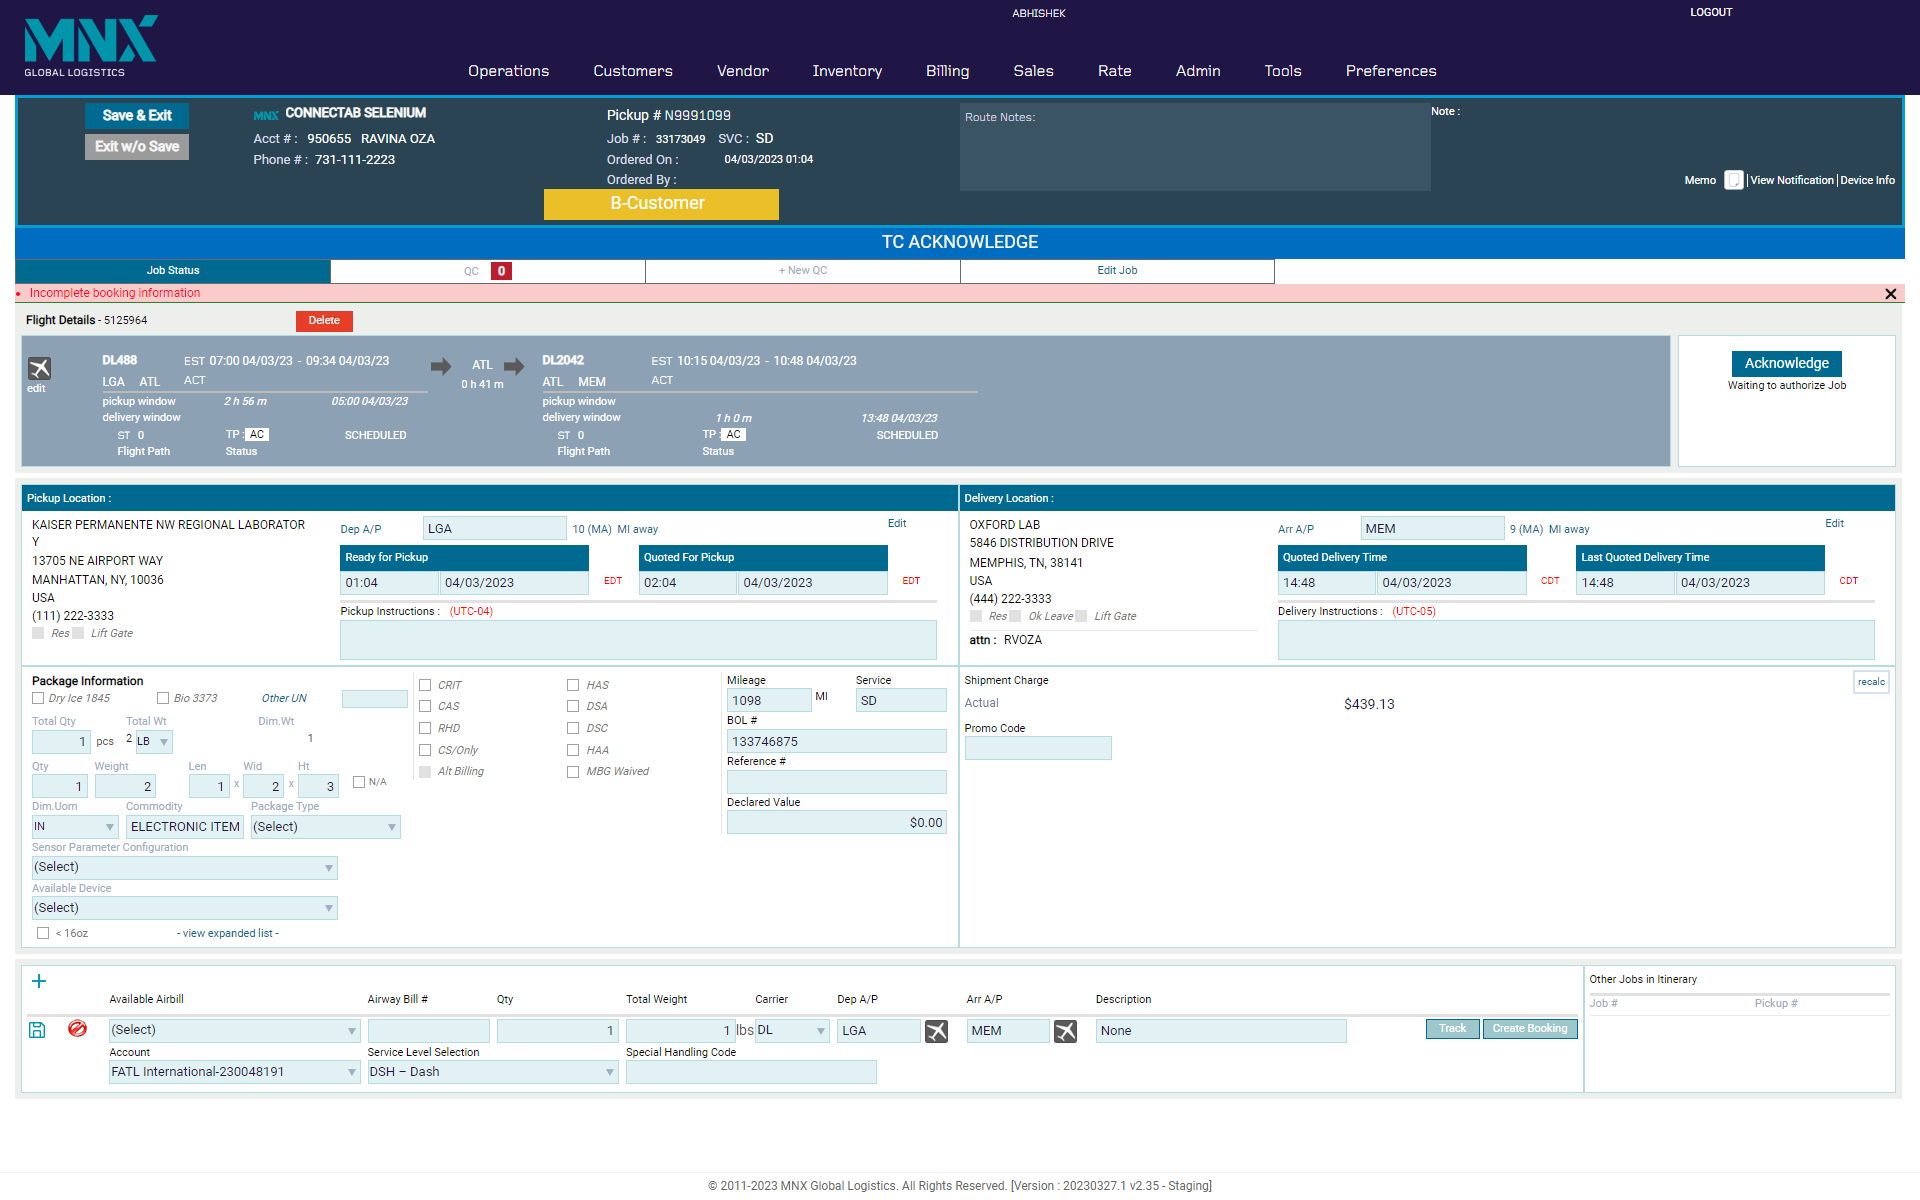 MNX
GLOBAL LOGISTICS
ABHISHEK
LOGOUT
Operations Customers Vendor Inventory Billing Sales Rate Admin Tools Preferences
Save & Exit
Exit w/o Save
MNX CONNECTAB SELENIUM
Acct # : 950655 RAVINA OZA
Phone # : 731-111-2223
Pickup # N9991099
Job # : 33173049 SVC : SD
Ordered On : 04/03/2023 01:04
Ordered By :
B-Customer
Route Notes:
Note :
Memo | View Notification | Device Info
TC ACKNOWLEDGE
Job Status QC 0 + New QC Edit Job
Incomplete booking information
Flight Details - 5125964 Delete
edit
DL488 EST 07:00 04/03/23 - 09:34 04/03/23
LGA ATL ACT
pickup window 2 h 56 m 05:00 04/03/23
delivery window
ST 0 TP : AC SCHEDULED
Flight Path Status
ATL
0 h 41 m
DL2042 EST 10:15 04/03/23 - 10:48 04/03/23
ATL MEM ACT
pickup window
delivery window 1 h 0 m 13:48 04/03/23
ST 0 TP : AC SCHEDULED
Flight Path Status
Acknowledge
Waiting to authorize Job
Pickup Location :
KAISER PERMANENTE NW REGIONAL LABORATOR
Y
13705 NE AIRPORT WAY
MANHATTAN, NY, 10036
USA
(111) 222-3333
Res Lift Gate
Dep A/P LGA 10 (MA) MI away Edit
Ready for Pickup Quoted For Pickup
01:04 04/03/2023 EDT 02:04 04/03/2023 EDT
Pickup Instructions : (UTC-04)
Delivery Location :
OXFORD LAB
5846 DISTRIBUTION DRIVE
MEMPHIS, TN, 38141
USA
(444) 222-3333
Res Ok Leave Lift Gate
attn : RVOZA
Arr A/P MEM 9 (MA) MI away Edit
Quoted Delivery Time Last Quoted Delivery Time
14:48 04/03/2023 CDT 14:48 04/03/2023 CDT
Delivery Instructions : (UTC-05)
Package Information
Dry Ice 1845 Bio 3373 Other UN
Total Qty Total Wt Dim.Wt
1 pcs 2 LB 1
Qty Weight Len Wid Ht
1 2 1 x 2 x 3 N/A
Dim.Uom Commodity Package Type
IN ELECTRONIC ITEM (Select)
Sensor Parameter Configuration
(Select)
Available Device
(Select)
< 16oz - view expanded list -
CRIT HAS
CAS DSA
RHD DSC
CS/Only HAA
Alt Billing MBG Waived
Mileage Service
1098 MI SD
BOL #
133746875
Reference #
Declared Value
$0.00
Shipment Charge recalc
Actual $439.13
Promo Code
Available Airbill Airway Bill # Qty Total Weight Carrier Dep A/P Arr A/P Description
(Select) 1 1 lbs DL LGA MEM None Track Create Booking
Account Service Level Selection Special Handling Code
FATL International-230048191 DSH – Dash
Other Jobs in Itinerary
Job # Pickup #
© 2011-2023 MNX Global Logistics. All Rights Reserved. [Version : 20230327.1 v2.35 - Staging]